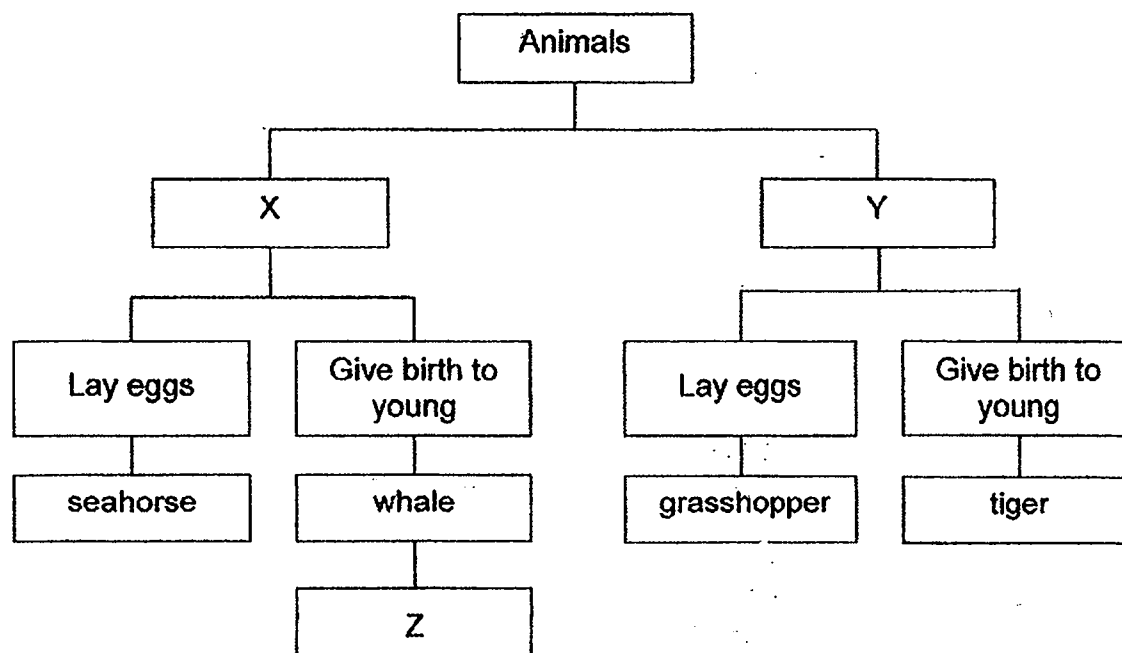 Animals
X
Y
Lay eggs
Give birth to
young
Lay eggs
Give birth to
young
seahorse
whale
grasshopper
tiger
Z